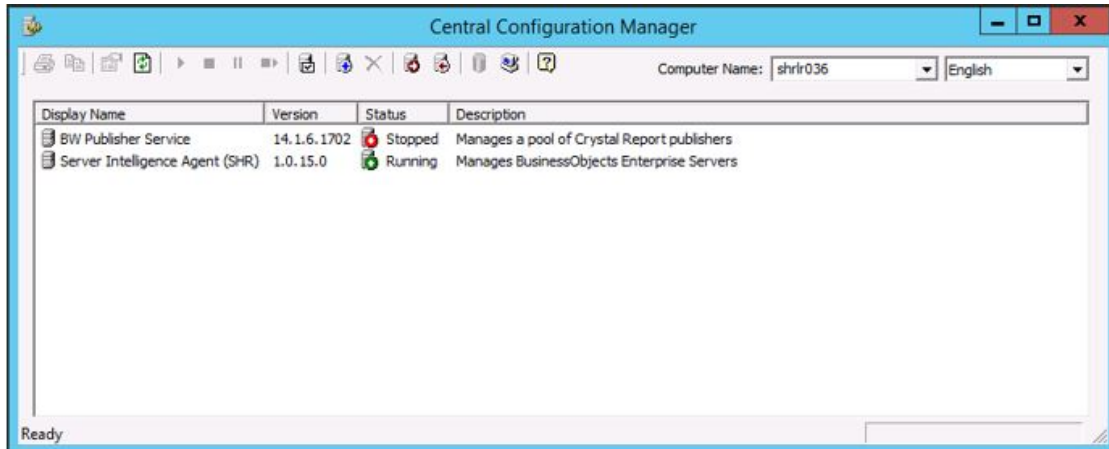 Central Configuration Manager
Computer Name: shrlr036 English
Display Name Version Status Description
BW Publisher Service 14.1.6.1702 Stopped Manages a pool of Crystal Report publishers
Server Intelligence Agent (SHR) 1.0.15.0 Running Manages BusinessObjects Enterprise Servers
Ready